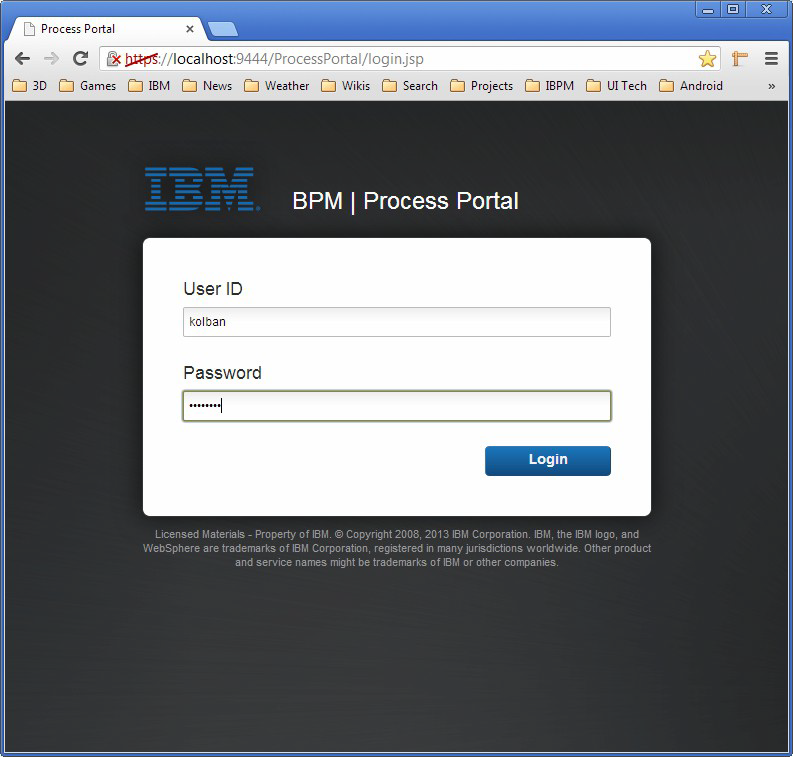 Process Portal
https://localhost:9444/ProcessPortal/login.jsp
3D Games IBM News Weather Wikis Search Projects IBPM UI Tech Android »
IBM.
BPM | Process Portal
User ID
kolban
Password
••••••••
Login
Licensed Materials - Property of IBM. © Copyright 2008, 2013 IBM Corporation. IBM, the IBM logo, and
WebSphere are trademarks of IBM Corporation, registered in many jurisdictions worldwide. Other product
and service names might be trademarks of IBM or other companies.